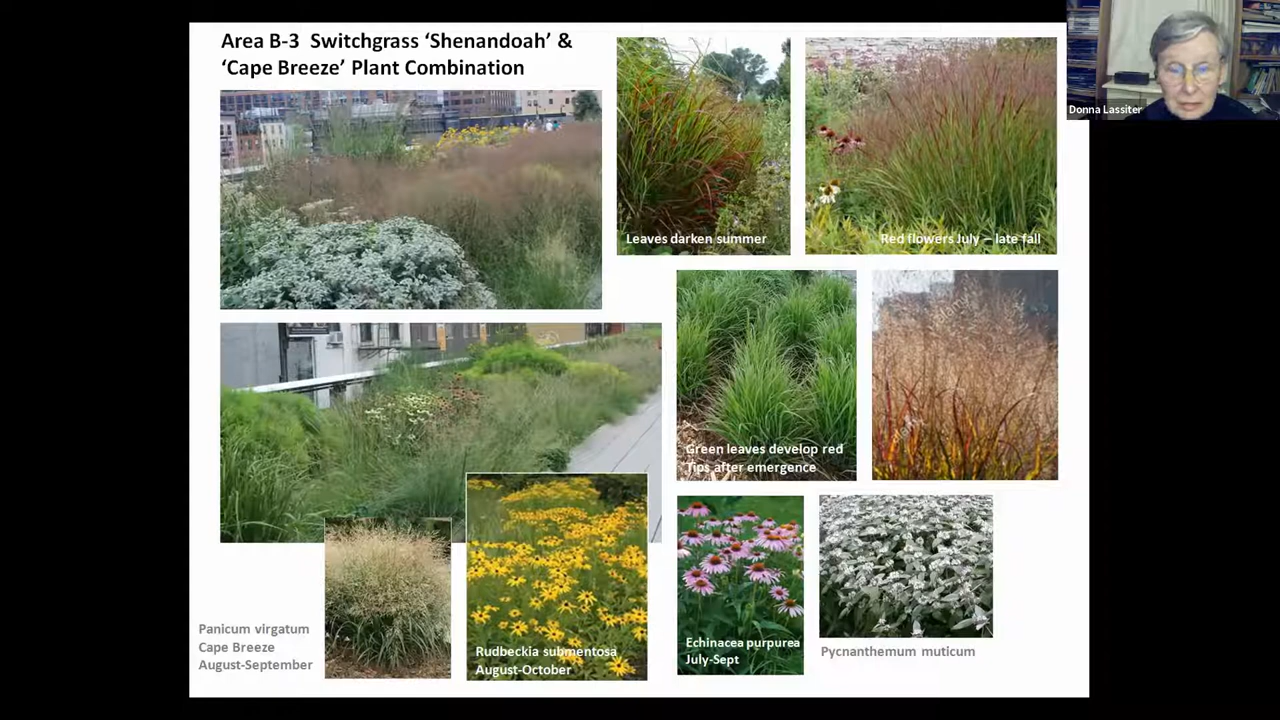 Area B-3 Switchgrass ‘Shenandoah’ &
‘Cape Breeze’ Plant Combination
Donna Lassiter
Leaves darken summer
Red flowers July – late fall
Green leaves develop red
Tips after emergence
Panicum virgatum
Cape Breeze
August-September
Rudbeckia submentosa
August-October
Echinacea purpurea
July-Sept
Pycnanthemum muticum